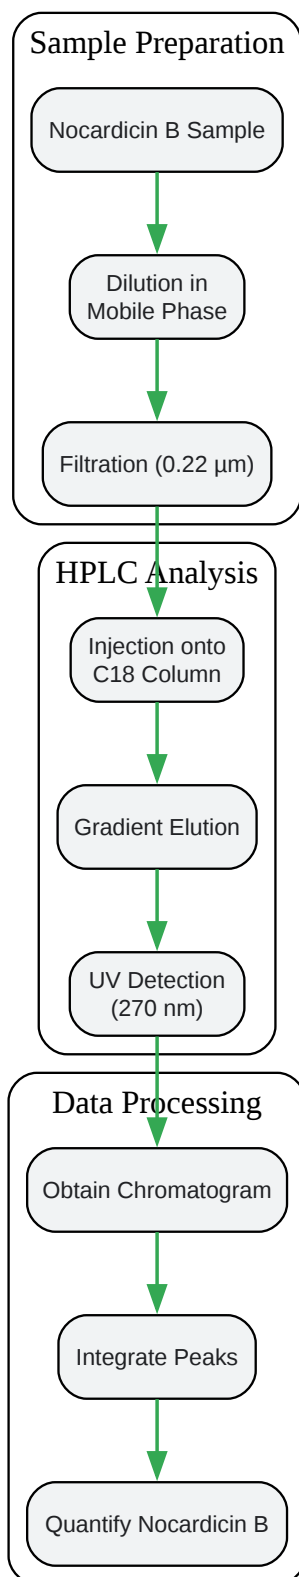 Sample Preparation
Nocardicin B Sample
Dilution in
Mobile Phase
Filtration (0.22 µm)
HPLC Analysis
Injection onto
C18 Column
Gradient Elution
UV Detection
(270 nm)
Data Processing
Obtain Chromatogram
Integrate Peaks
Quantify Nocardicin B